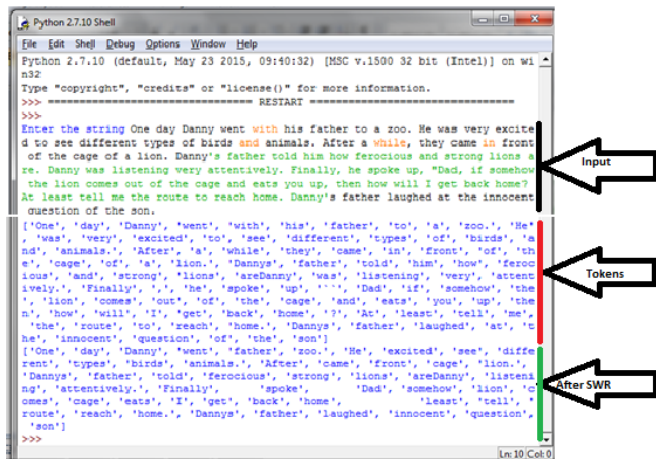 Python 2.7.10 Shell
File Edit Shell Debug Options Window Help
Python 2.7.10 (default, May 23 2015, 09:40:32) [MSC v.1500 32 bit (Intel)] on wi
n32
Type "copyright", "credits" or "license()" for more information.
>>> ================================ RESTART ================================
>>>
Enter the string One day Danny went with his father to a zoo. He was very excite
d to see different types of birds and animals. After a while, they came in front
of the cage of a lion. Danny's father told him how ferocious and strong lions a
re. Danny was listening very attentively. Finally, he spoke up, "Dad, if somehow
the lion comes out of the cage and eats you up, then how will I get back home?
At least tell me the route to reach home. Danny's father laughed at the innocent
question of the son.
Input
['One', 'day', 'Danny', "went", "with', 'his', 'father', 'to', 'a', 'zoo.', 'He'
, 'was', 'very', 'excited', 'to', 'see', 'different', 'types', 'of', 'birds', 'a
nd', 'animals.', 'After', 'a', 'while', 'they', 'came', 'in', 'front', 'of', 'th
e', 'cage', 'of', 'a', 'lion.', "Dannys', 'father', 'told', 'him', 'how', "feroc
ious', 'and', 'strong', "lions', 'areDanny', 'was', 'listening', 'very', 'attent
ively.', 'Finally', ',', 'he', 'spoke', 'up', '``', 'Dad', 'if', 'somehow', 'the
', 'lion', 'comes', 'out', 'of', 'the', 'cage', 'and', 'eats', 'you', 'up', 'the
n', 'how', 'will', 'I', "get', 'back', 'home', '?', 'At', 'least', 'tell', 'me',
'the', 'route', 'to', 'reach', 'home.', 'Dannys', 'father', 'laughed', 'at', 't
he', 'innocent', 'question', 'of', 'the', 'son']
Tokens
['One', 'day', 'Danny', 'went', 'father', 'zoo.', 'He', 'excited', 'see", "diffe
rent', 'types', "birds', 'animals.', 'After', 'came', 'front', 'cage', "lion.',
'Dannys', 'father', 'told', 'ferocious', 'strong', 'lions', 'areDanny', 'listeni
ng', 'attentively.', 'Finally' 'spoke', 'Dad', 'somehow', 'lion', 'c
omes', 'cage', 'eats', 'I', "get', 'back', 'home', 'least', 'tell', "
route', 'reach', 'home.', 'Dannys', 'father', 'laughed', 'innocent', 'question',
'son']
After SWR
>>>
Ln: 10 Col: 0